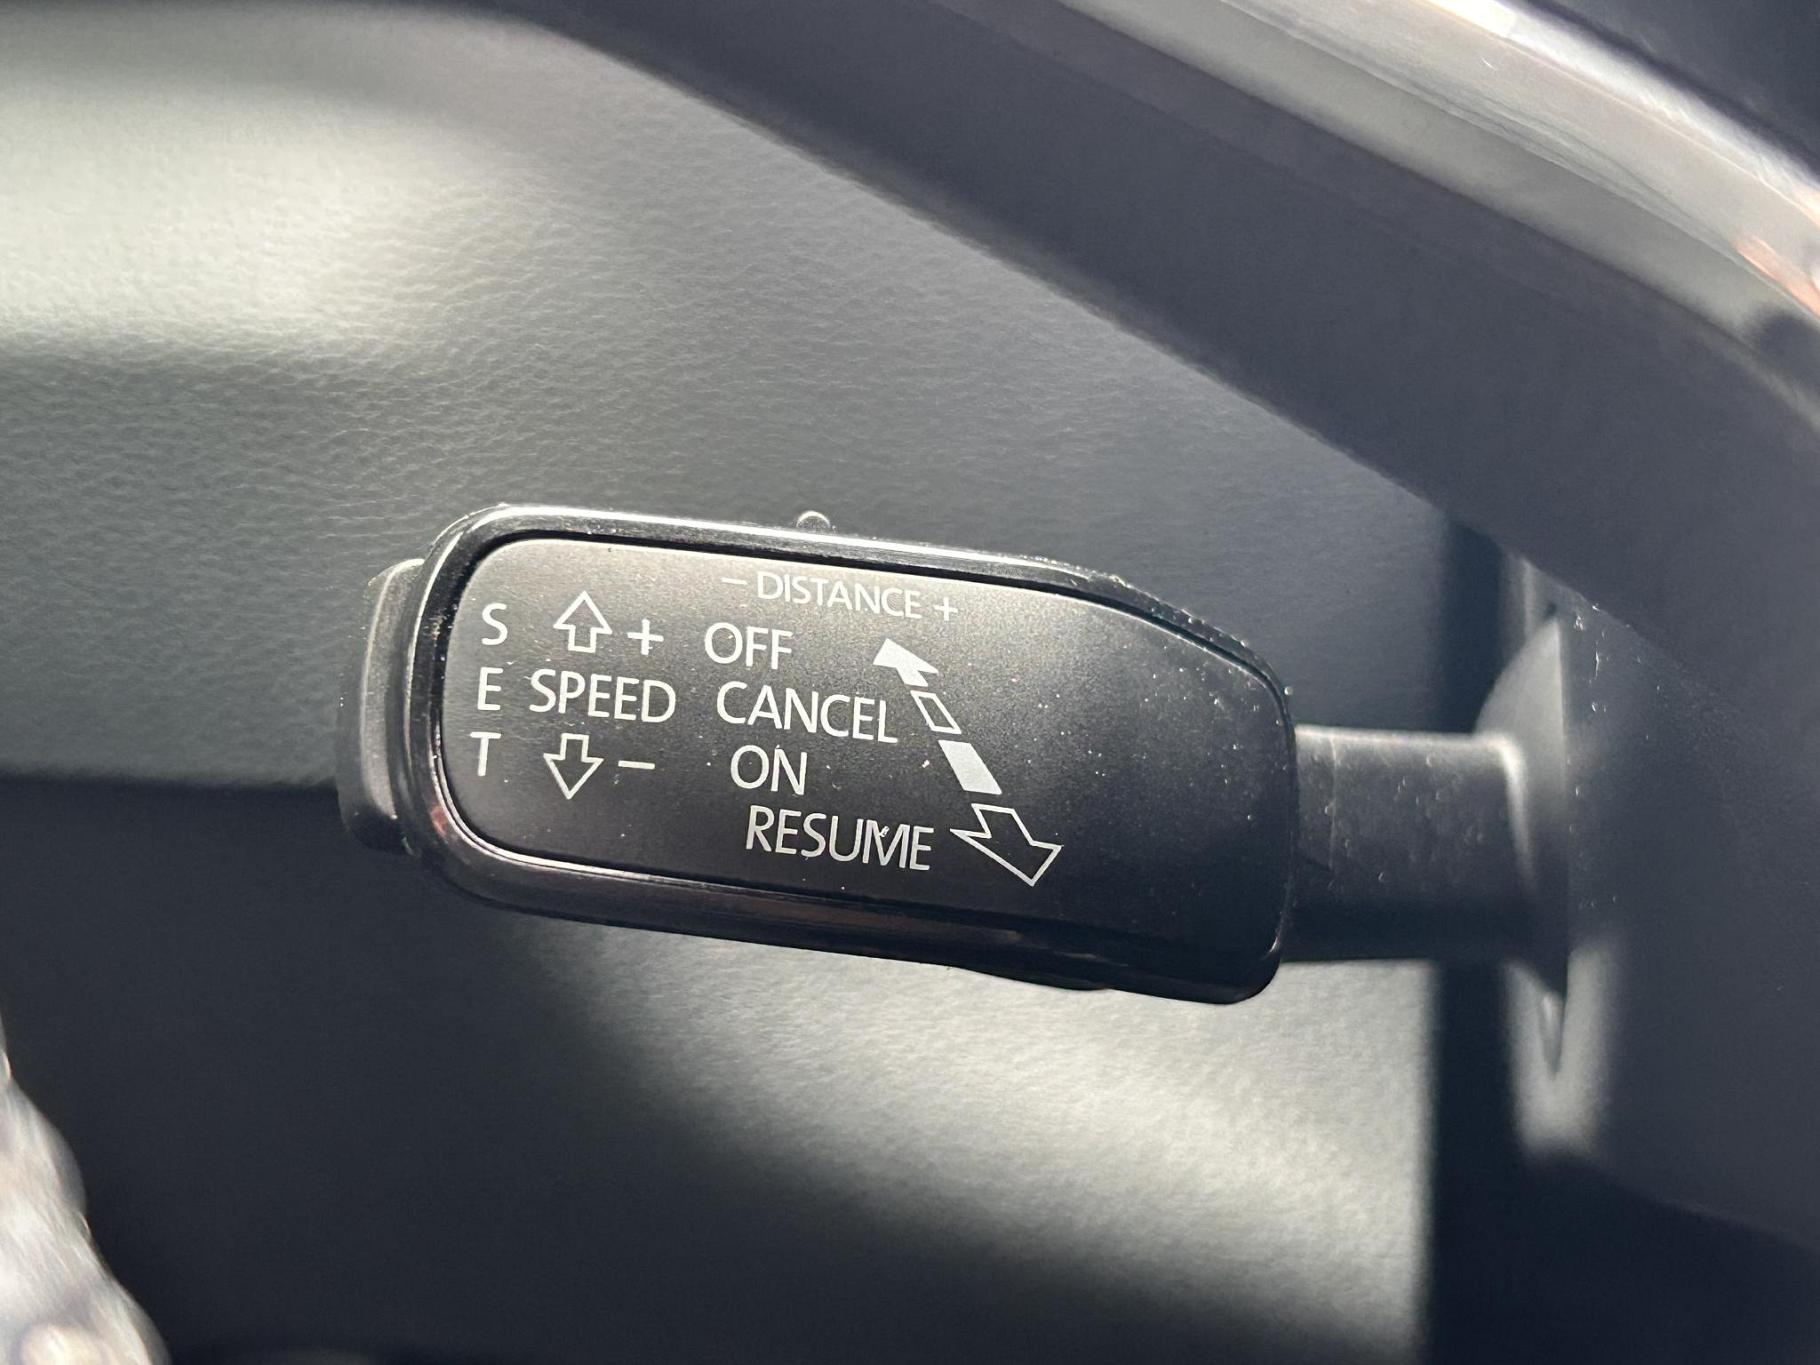 – DISTANCE +
S + OFF
E SPEED CANCEL
T – ON
RESUME